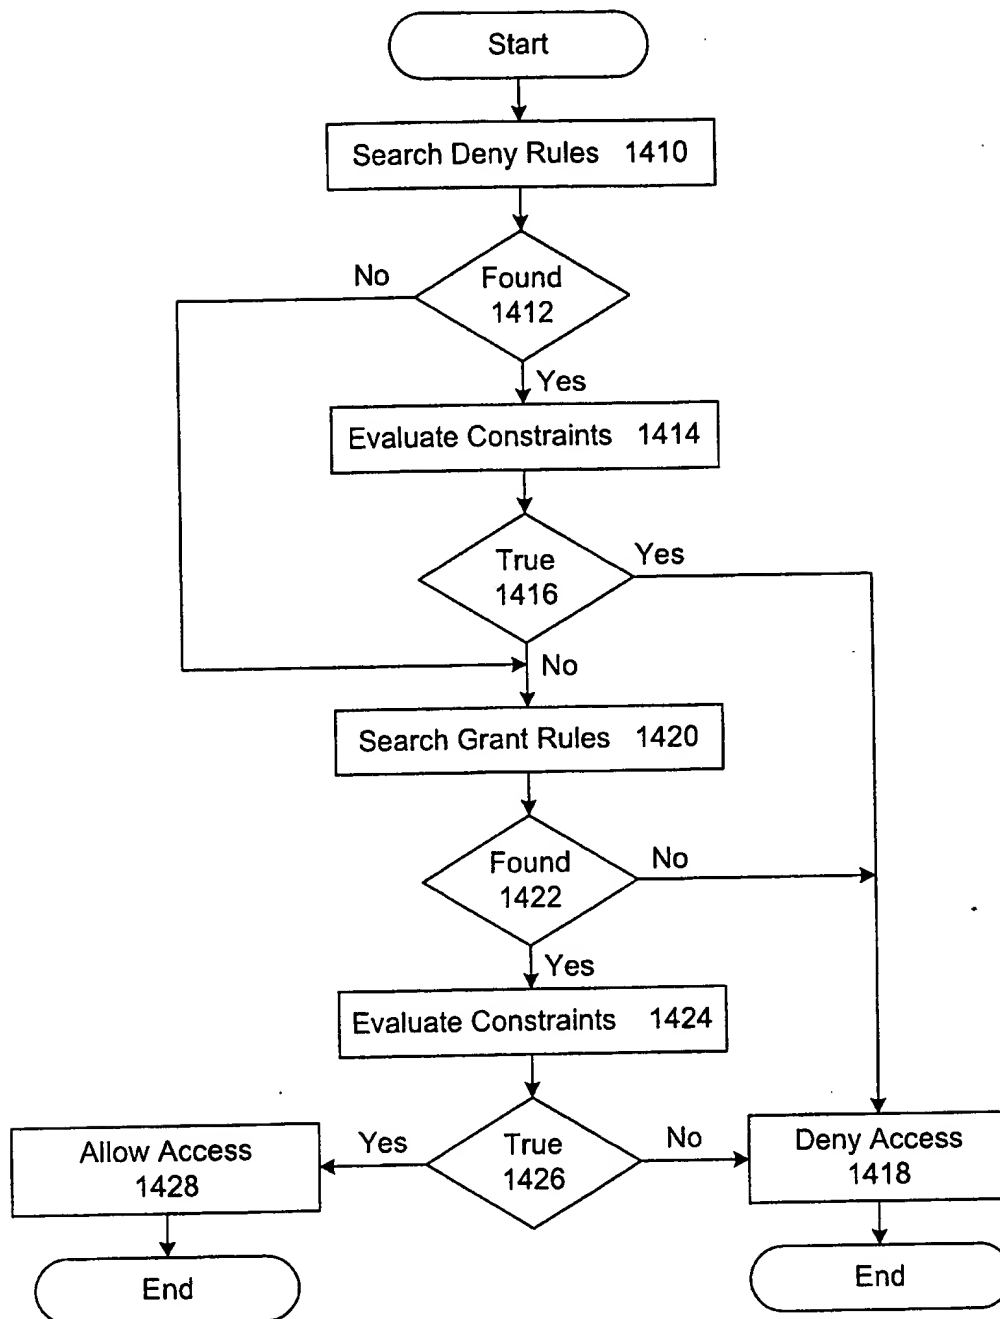 Start
Search Deny Rules 1410
No
Found
1412
Yes
Evaluate Constraints 1414
True
1416
Yes
No
Search Grant Rules 1420
Found
1422
No
Yes
Evaluate Constraints 1424
Allow Access
1428
Yes
True
1426
No
Deny Access
1418
End
End